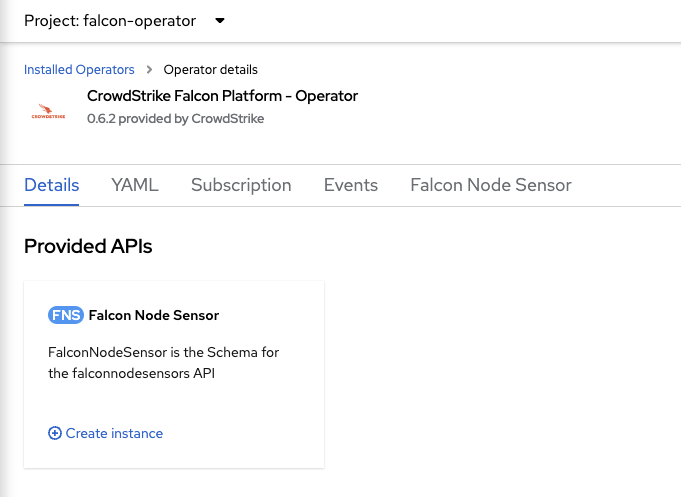 Project: falcon-operator
Installed Operators > Operator details
CROWDSTRIKE
CrowdStrike Falcon Platform - Operator
0.6.2 provided by CrowdStrike
Details YAML Subscription Events Falcon Node Sensor
Provided APIs
FNS Falcon Node Sensor
FalconNodeSensor is the Schema for
the falconnodesensors API
Create instance